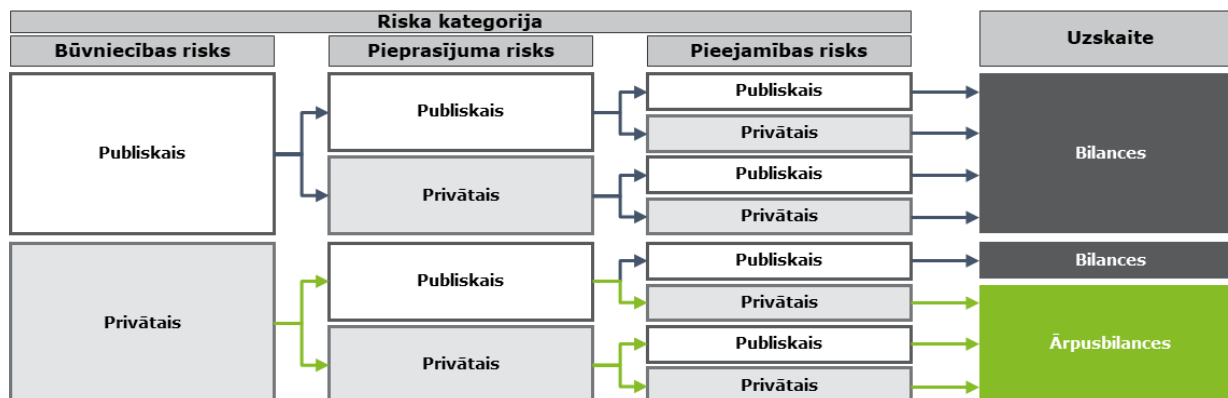 Riska kategorija
Uzskaite
Būvniecības risks
Pieprasījuma risks
Pieejamības risks
Publiskais
Publiskais
Publiskais
Privātais
Privātais
Publiskais
Privātais
Bilances
Privātais
Publiskais
Publiskais
Privātais
Privātais
Publiskais
Privātais
Bilances
Ārpusbilances